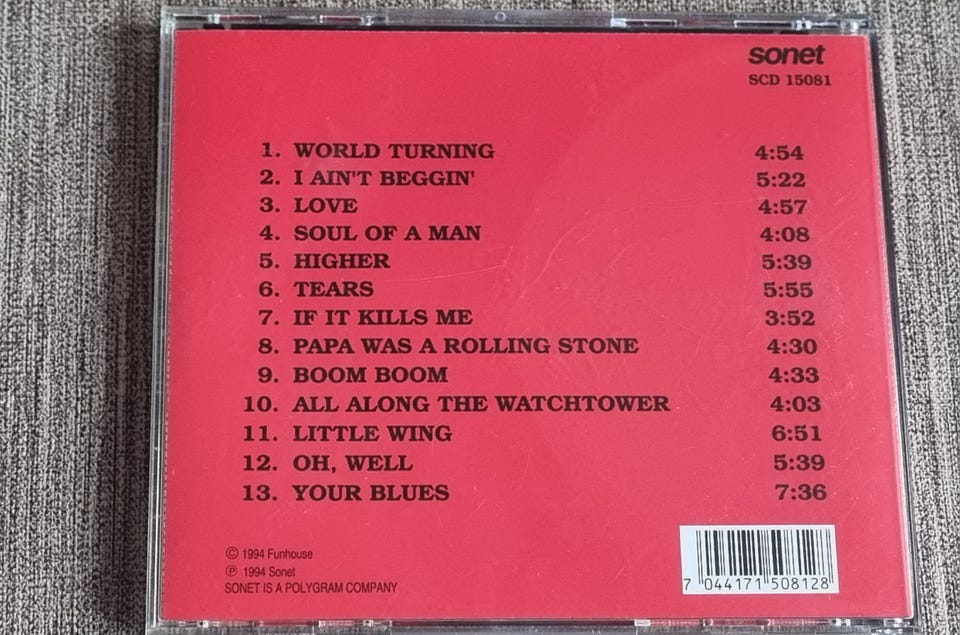 sonet
SCD 15081
1. WORLD TURNING 4:54
2. I AIN'T BEGGIN' 5:22
3. LOVE 4:57
4. SOUL OF A MAN 4:08
5. HIGHER 5:39
6. TEARS 5:55
7. IF IT KILLS ME 3:52
8. PAPA WAS A ROLLING STONE 4:30
9. BOOM BOOM 4:33
10. ALL ALONG THE WATCHTOWER 4:03
11. LITTLE WING 6:51
12. OH, WELL 5:39
13. YOUR BLUES 7:36
© 1994 Funhouse
℗ 1994 Sonet
SONET IS A POLYGRAM COMPANY
7 044171 508128